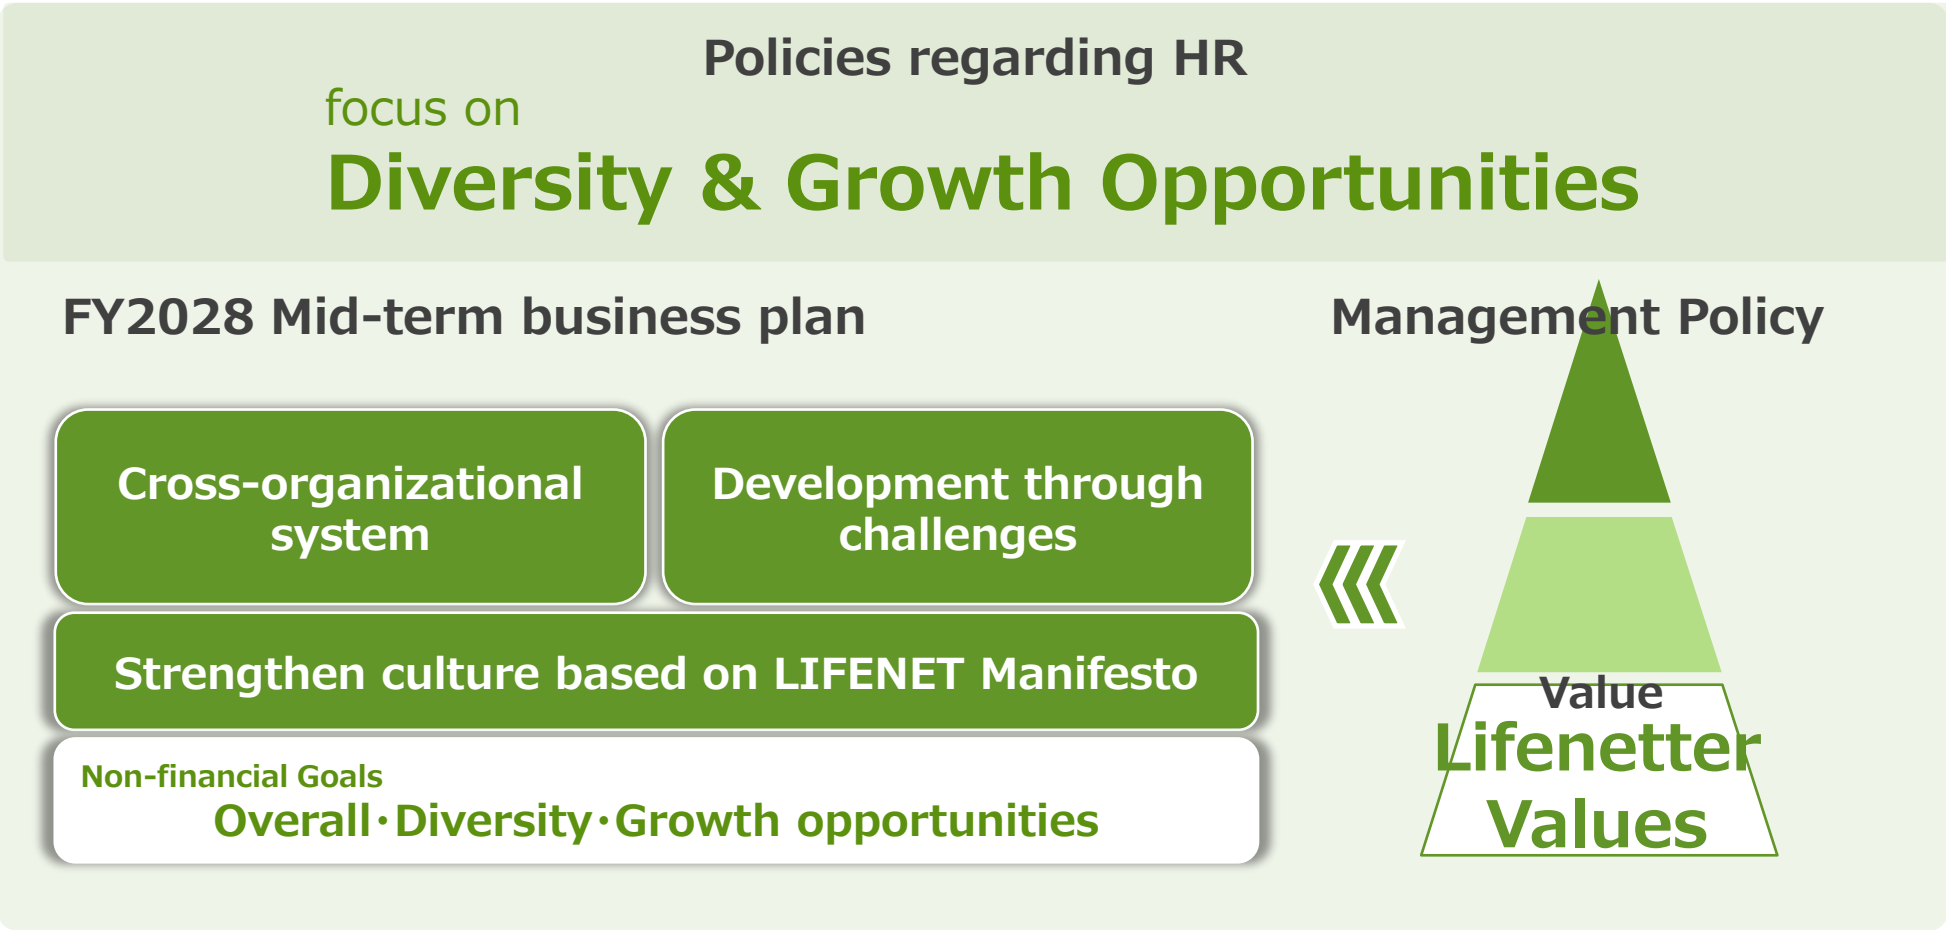 Policies regarding HR
focus on
Diversity & Growth Opportunities
FY2028 Mid-term business plan
Cross-organizational
system
Development through
challenges
Strengthen culture based on LIFENET Manifesto
Non-financial Goals
Overall・Diversity・Growth opportunities
Management Policy
Value
Lifenetter
Values